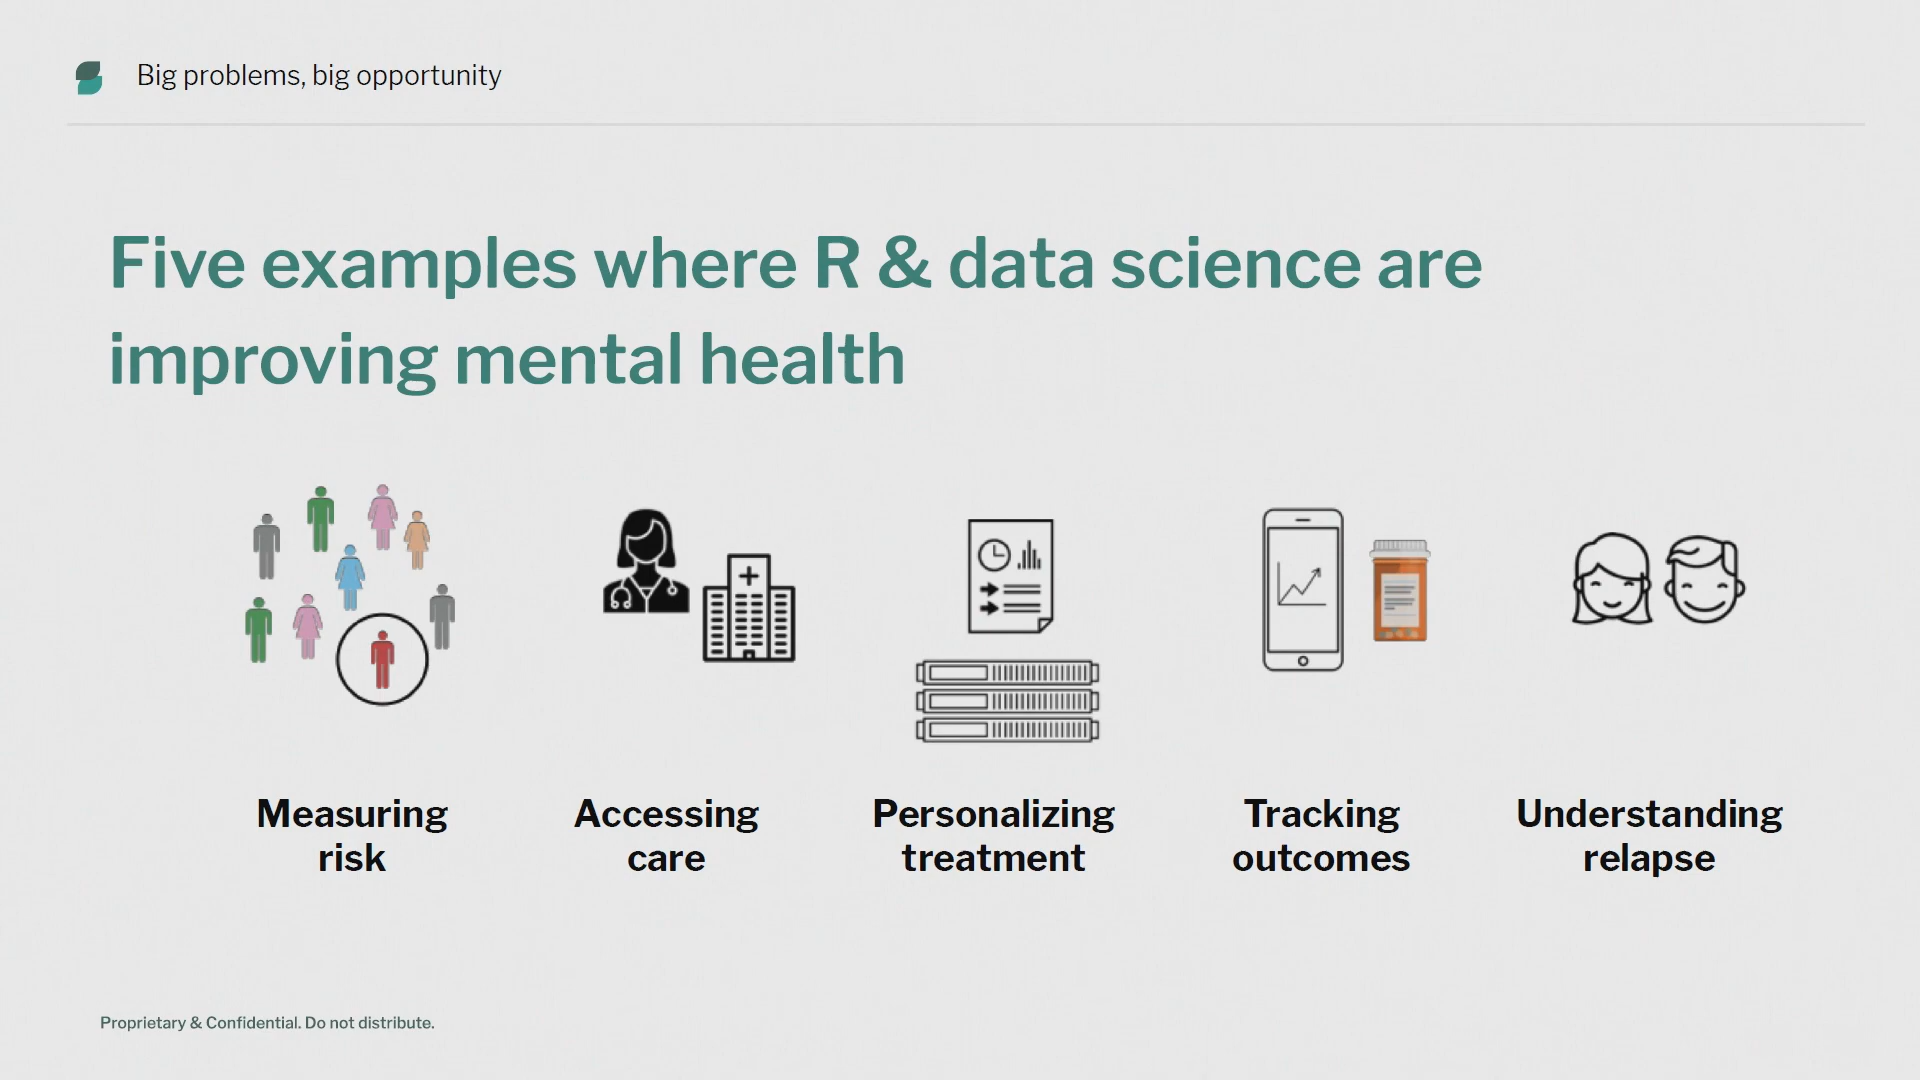 Big problems, big opportunity
Five examples where R & data science are
improving mental health
Measuring
risk
Accessing
care
Personalizing
treatment
Tracking
outcomes
Understanding
relapse
Proprietary & Confidential. Do not distribute.